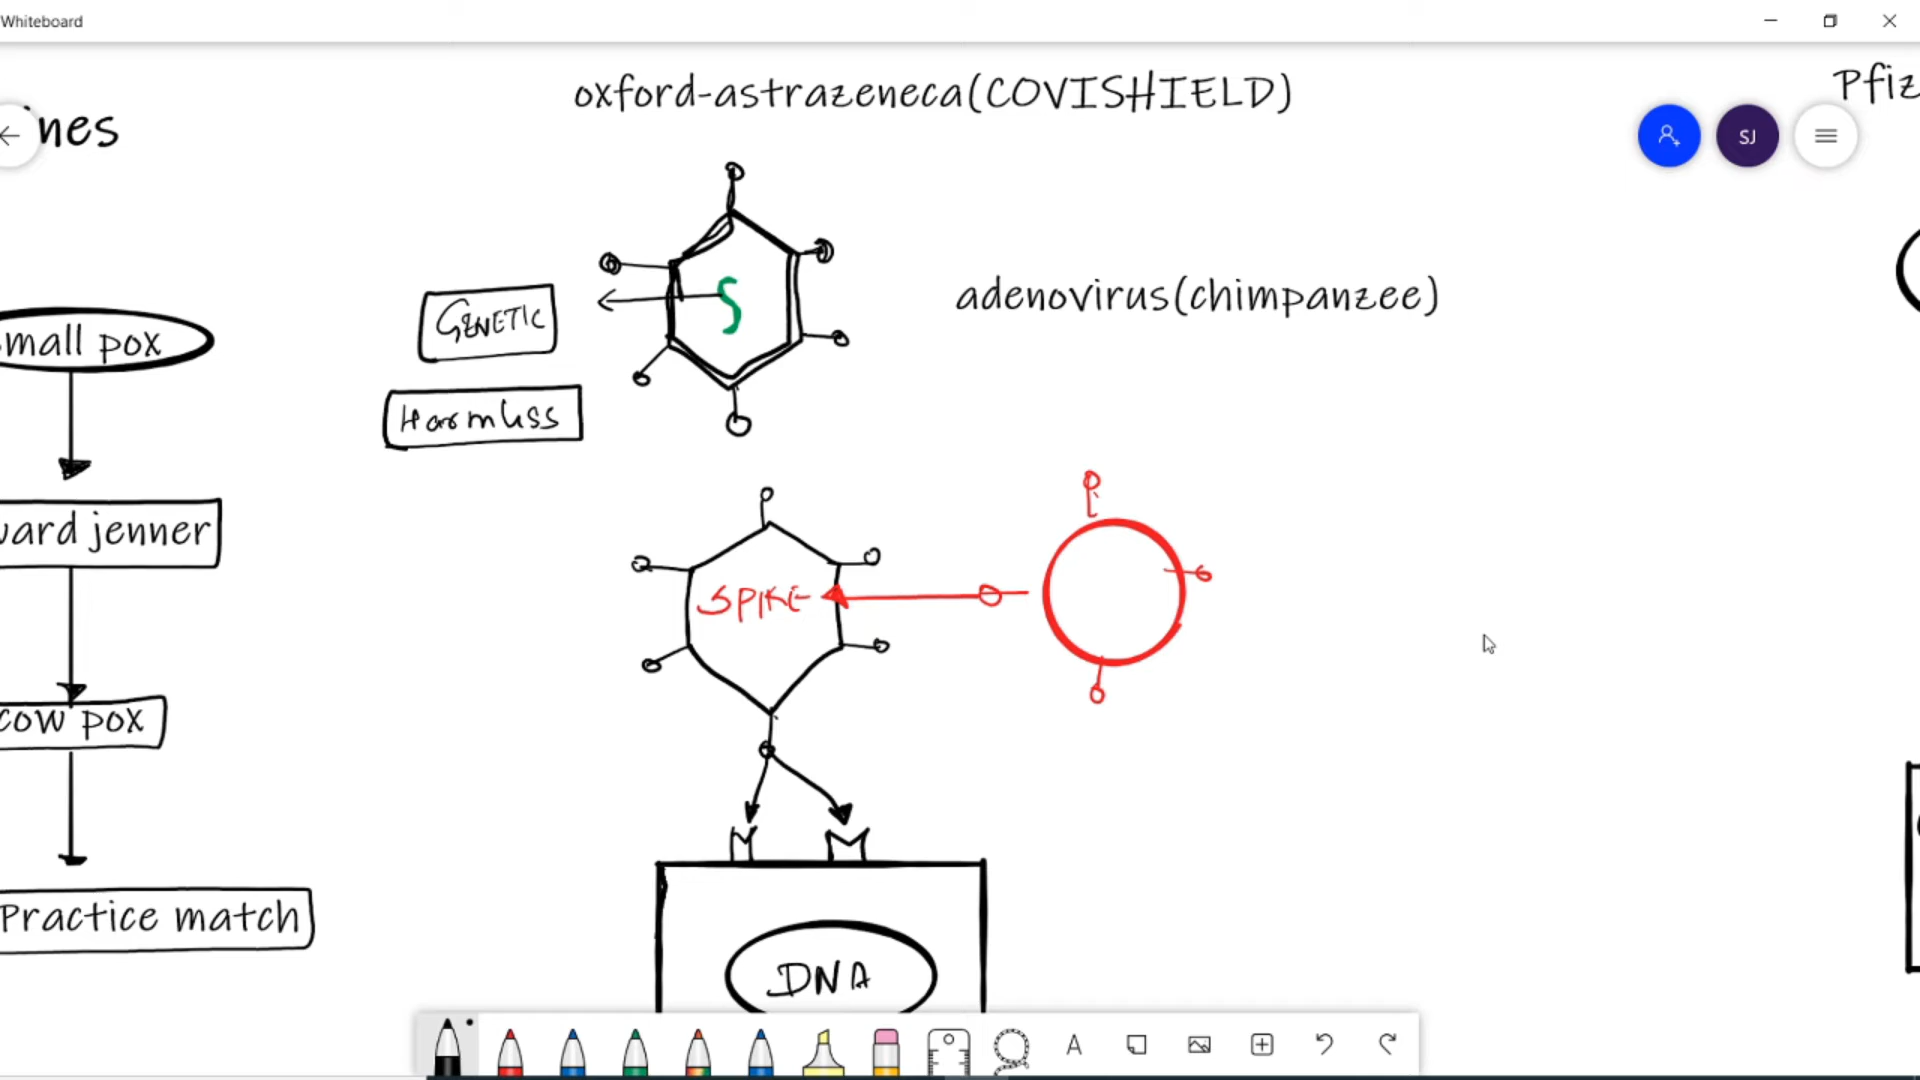 Whiteboard
oxford-astrazeneca(COVISHIELD)
Pfiz
nes
SJ
adenovirus(chimpanzee)
GENETIC
mall pox
Harmless
ward jenner
SPIKE
cow pox
Practice match
DNA
A